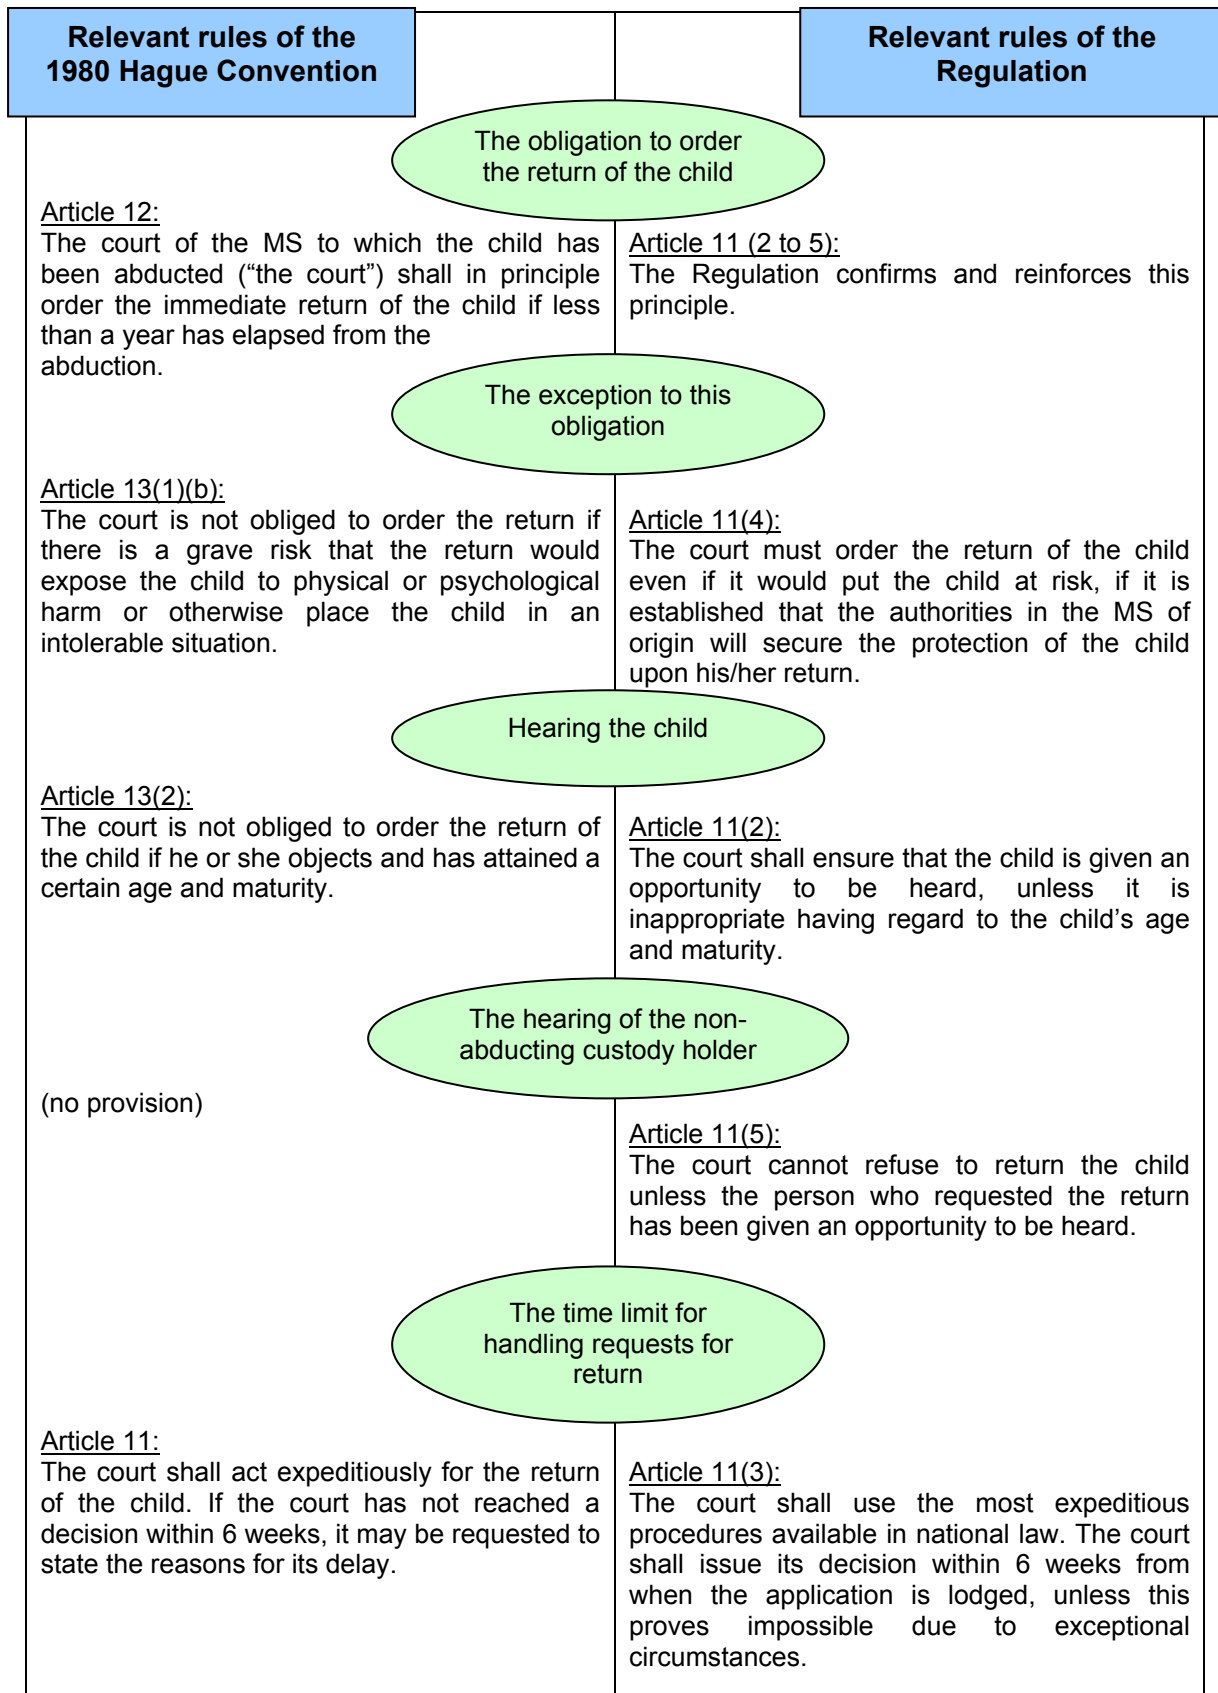 Relevant rules of the
1980 Hague Convention
Relevant rules of the
Regulation
The obligation to order
the return of the child
Article 12:
The court of the MS to which the child has
been abducted (“the court”) shall in principle
order the immediate return of the child if less
than a year has elapsed from the
abduction.
Article 11 (2 to 5):
The Regulation confirms and reinforces this
principle.
The exception to this
obligation
Article 13(1)(b):
The court is not obliged to order the return if
there is a grave risk that the return would
expose the child to physical or psychological
harm or otherwise place the child in an
intolerable situation.
Article 11(4):
The court must order the return of the child
even if it would put the child at risk, if it is
established that the authorities in the MS of
origin will secure the protection of the child
upon his/her return.
Hearing the child
Article 13(2):
The court is not obliged to order the return of
the child if he or she objects and has attained a
certain age and maturity.
Article 11(2):
The court shall ensure that the child is given an
opportunity to be heard, unless it is
inappropriate having regard to the child’s age
and maturity.
The hearing of the non-
abducting custody holder
(no provision)
Article 11(5):
The court cannot refuse to return the child
unless the person who requested the return
has been given an opportunity to be heard.
The time limit for
handling requests for
return
Article 11:
The court shall act expeditiously for the return
of the child. If the court has not reached a
decision within 6 weeks, it may be requested to
state the reasons for its delay.
Article 11(3):
The court shall use the most expeditious
procedures available in national law. The court
shall issue its decision within 6 weeks from
when the application is lodged, unless this
proves impossible due to exceptional
circumstances.